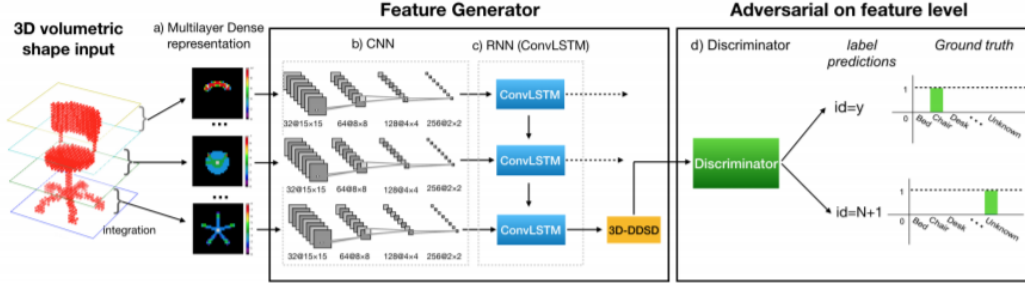 Feature Generator
Adversarial on feature level
3D volumetric
shape input
a) Multilayer Dense
representation
b) CNN
c) RNN (ConvLSTM)
d) Discriminator
label
predictions
Ground truth
32@15×15 64@8×8 128@4×4 256@2×2
ConvLSTM
id=y
1
0
Bed Chair Desk ••• Unknown
•••
32@15×15 64@8×8 128@4×4 256@2×2
ConvLSTM
Discriminator
•••
Integration
32@15×15 64@8×8 128@4×4 256@2×2
ConvLSTM
3D-DDSD
id=N+1
1
0
Bed Chair Desk ••• Unknown